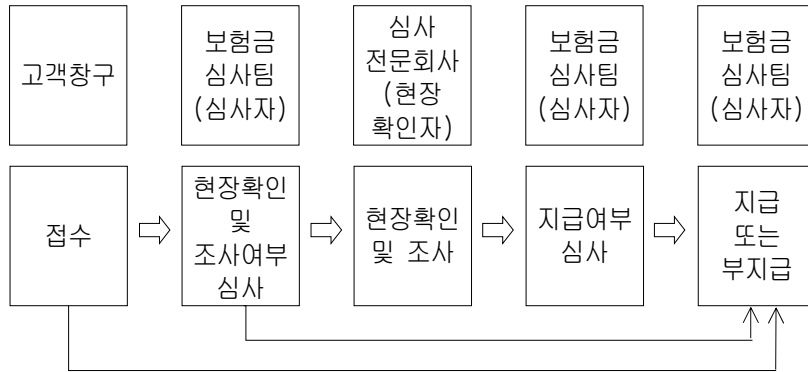 고객창구
보험금
심사팀
(심사자)
심사
전문회사
(현장
확인자)
보험금
심사팀
(심사자)
보험금
심사팀
(심사자)
접수
현장확인
및
조사여부
심사
현장확인
및 조사
지급여부
심사
지급
또는
부지급